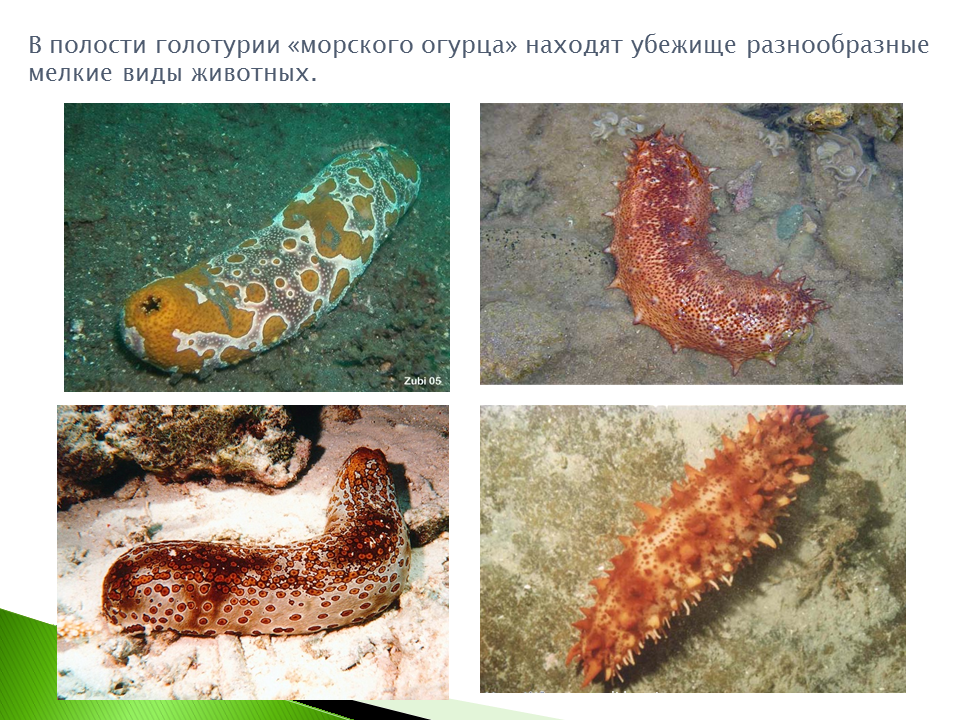 В полости голотурии «морского огурца» находят убежище разнообразные
мелкие виды животных.
Zubi 05